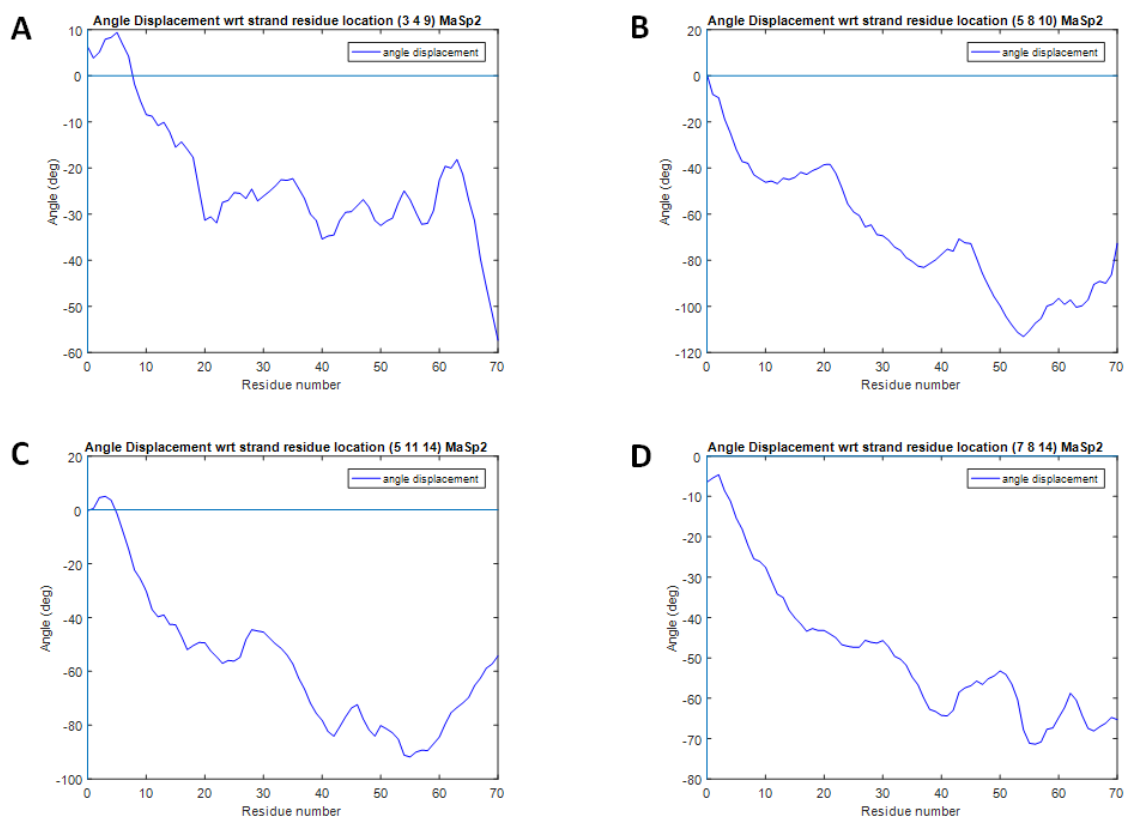 A
Angle Displacement wrt strand residue location (3 4 9) MaSp2
angle displacement
10
0
-10
-20
-30
-40
-50
-60
Angle (deg)
0 10 20 30 40 50 60 70
Residue number
B
Angle Displacement wrt strand residue location (5 8 10) MaSp2
angle displacement
20
0
-20
-40
-60
-80
-100
-120
Angle (deg)
0 10 20 30 40 50 60 70
Residue number
C
Angle Displacement wrt strand residue location (5 11 14) MaSp2
angle displacement
20
0
-20
-40
-60
-80
-100
Angle (deg)
0 10 20 30 40 50 60 70
Residue number
D
Angle Displacement wrt strand residue location (7 8 14) MaSp2
angle displacement
0
-10
-20
-30
-40
-50
-60
-70
-80
Angle (deg)
0 10 20 30 40 50 60 70
Residue number